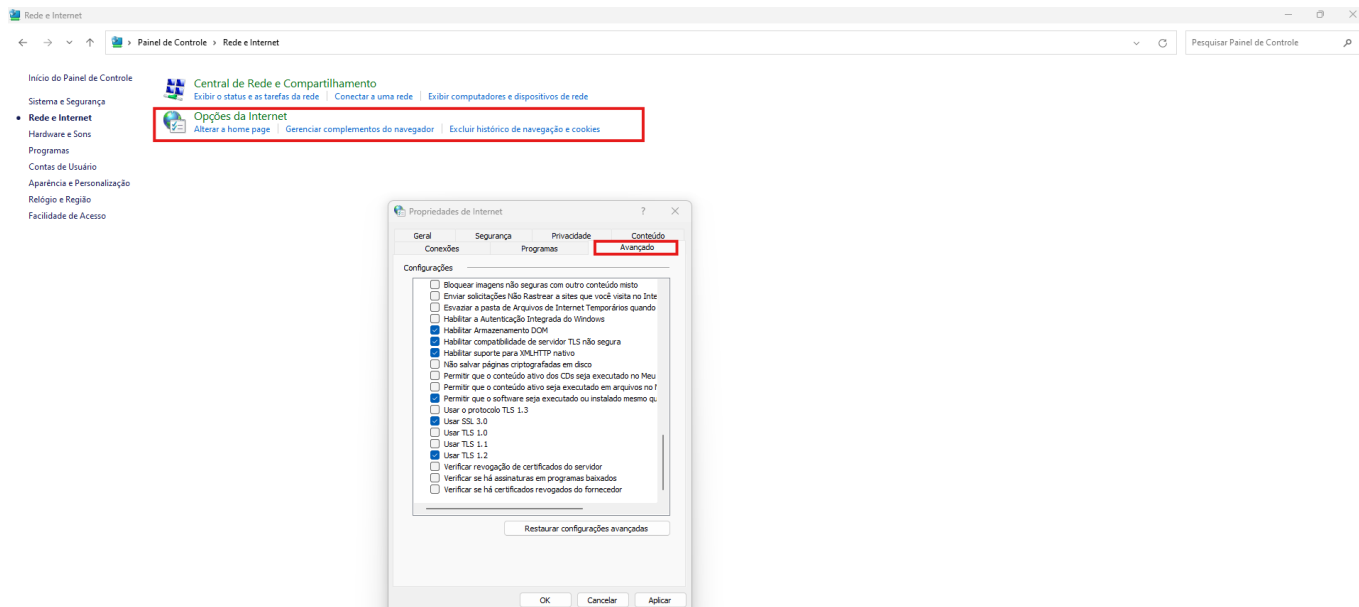 Rede e Internet
Painel de Controle > Rede e Internet
Pesquisar Painel de Controle
Início do Painel de Controle
Sistema e Segurança
Rede e Internet
Hardware e Sons
Programas
Contas de Usuário
Aparência e Personalização
Relógio e Região
Facilidade de Acesso
Central de Rede e Compartilhamento
Exibir o status e as tarefas da rede | Conectar a uma rede | Exibir computadores e dispositivos de rede
Opções da Internet
Alterar a home page | Gerenciar complementos do navegador | Excluir histórico de navegação e cookies
Propriedades de Internet
Geral Segurança Privacidade Conteúdo
Conexões Programas Avançado
Configurações
Bloquear imagens não seguras com outro conteúdo misto
Enviar solicitações Não Rastrear a sites que você visita no Inte
Esvaziar a pasta de Arquivos de Internet Temporários quando
Habilitar a Autenticação Integrada do Windows
Habilitar Armazenamento DOM
Habilitar compatibilidade de servidor TLS não segura
Habilitar suporte para XMLHTTP nativo
Não salvar páginas criptografadas em disco
Permitir que o conteúdo ativo dos CDs seja executado no Meu
Permitir que o conteúdo ativo seja executado em arquivos no
Permitir que o software seja executado ou instalado mesmo qu
Usar o protocolo TLS 1.3
Usar SSL 3.0
Usar TLS 1.0
Usar TLS 1.1
Usar TLS 1.2
Verificar revogação de certificados do servidor
Verificar se há assinaturas em programas baixados
Verificar se há certificados revogados do fornecedor
Restaurar configurações avançadas
OK Cancelar Aplicar